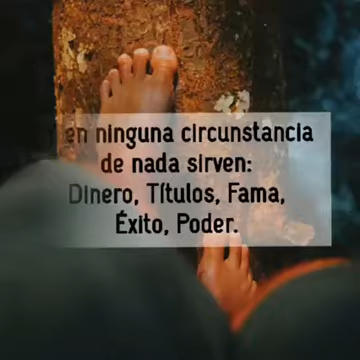 en ninguna circunstancia
de nada sirven:
Dinero, Títulos, Fama,
Éxito, Poder.